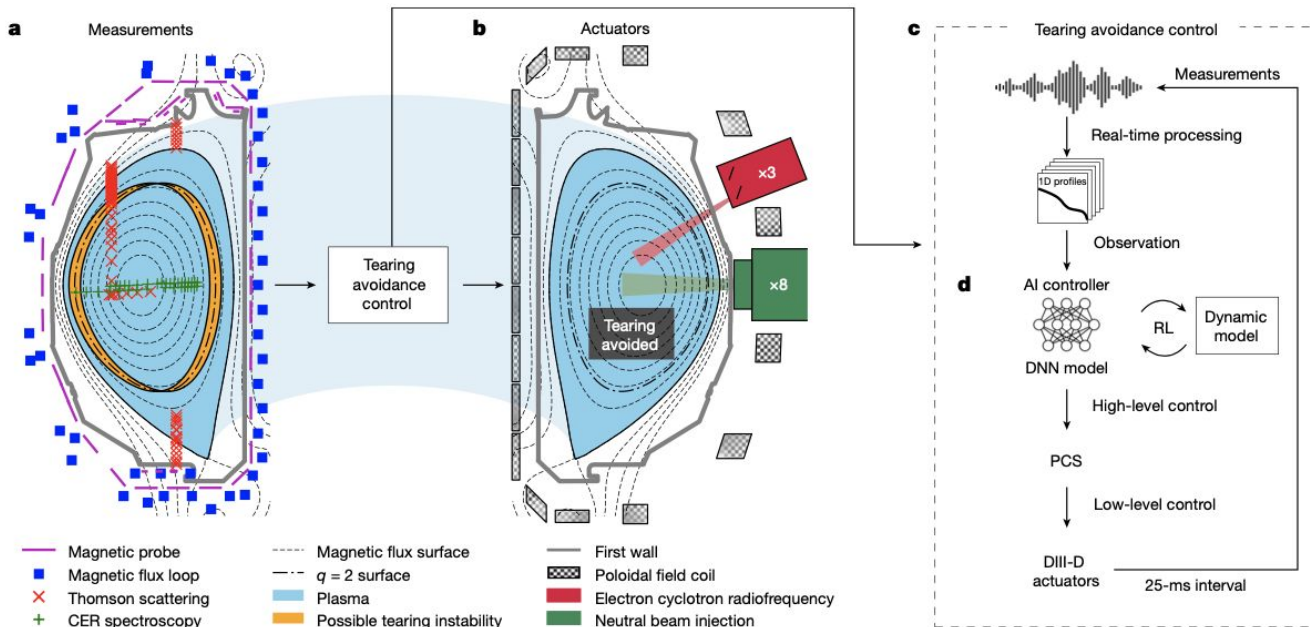 a
Measurements
b
Actuators
c
Tearing avoidance control
Tearing
avoidance
control
×3
×8
Tearing
avoided
Measurements
Real-time processing
1D profiles
Observation
d
AI controller
RL
Dynamic
model
DNN model
High-level control
PCS
Low-level control
DIII-D
actuators
25-ms interval
Magnetic probe
Magnetic flux loop
Thomson scattering
CER spectroscopy
Magnetic flux surface
q = 2 surface
Plasma
Possible tearing instability
First wall
Poloidal field coil
Electron cyclotron radiofrequency
Neutral beam injection